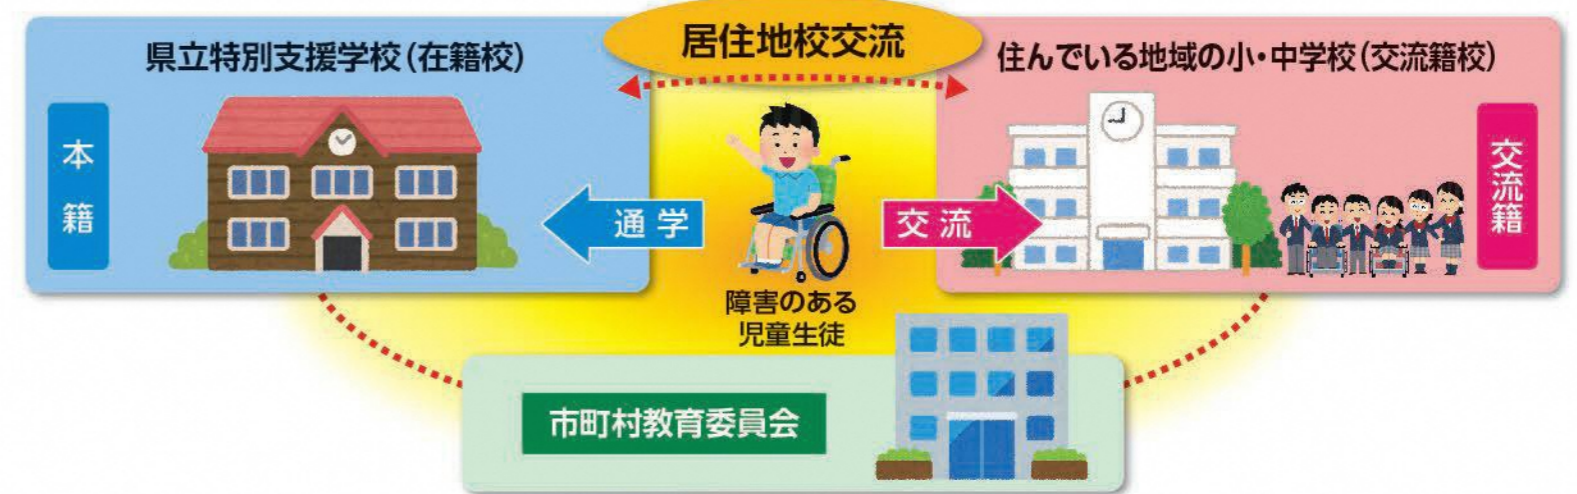 居住地校交流
県立特別支援学校(在籍校)
住んでいる地域の小・中学校(交流籍校)
本籍
通学
交流
交流籍
障害のある
児童生徒
市町村教育委員会